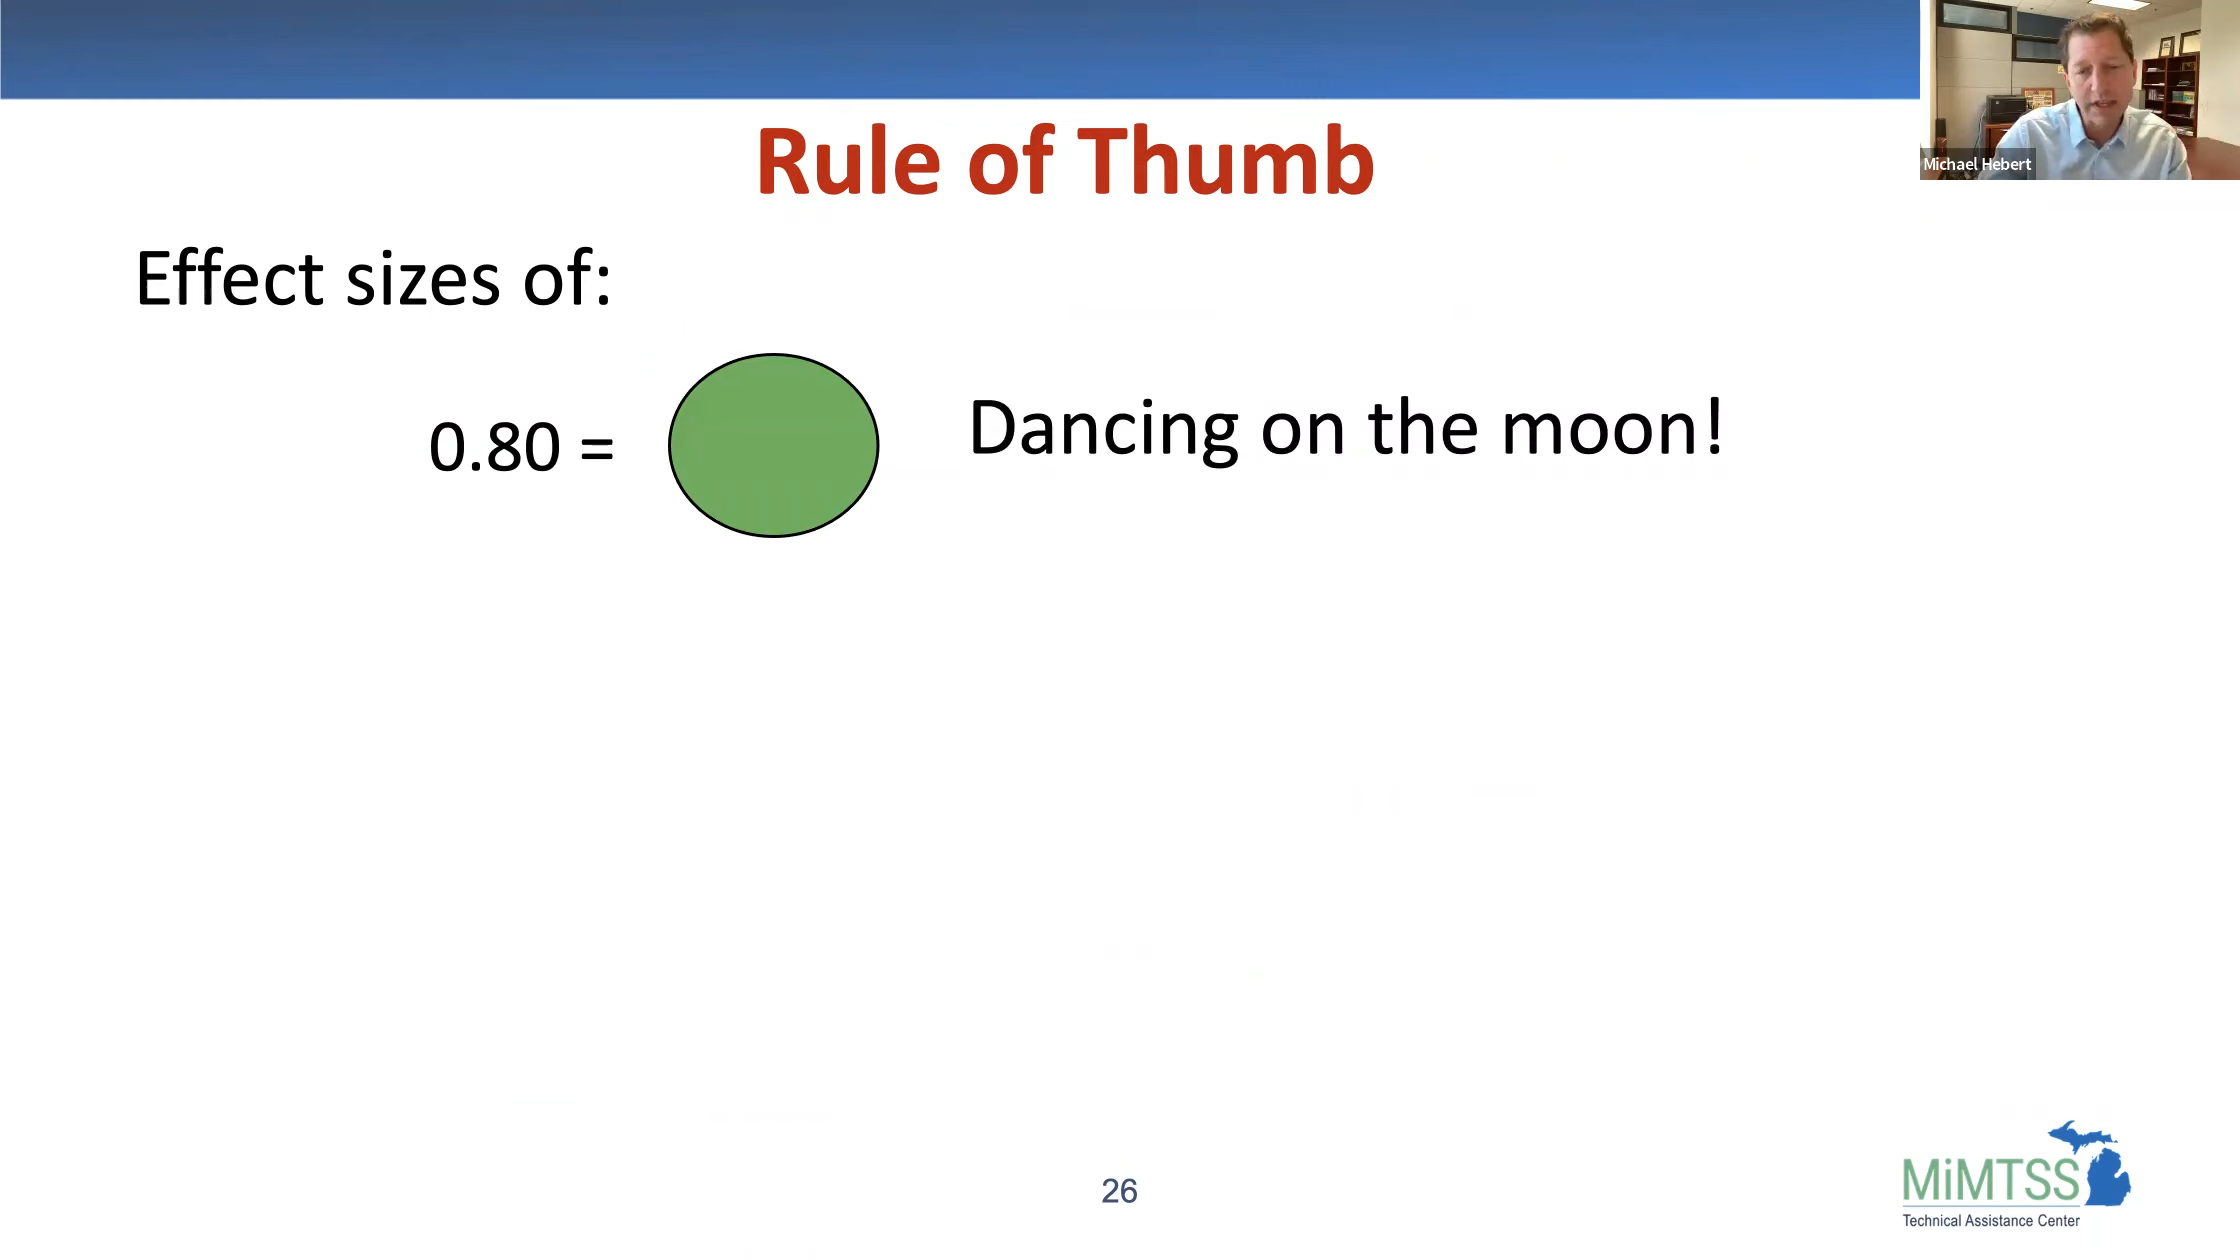 Michael Hebert
Rule of Thumb
Effect sizes of:
0.80 =
Dancing on the moon!
26
MiMTSS
Technical Assistance Center